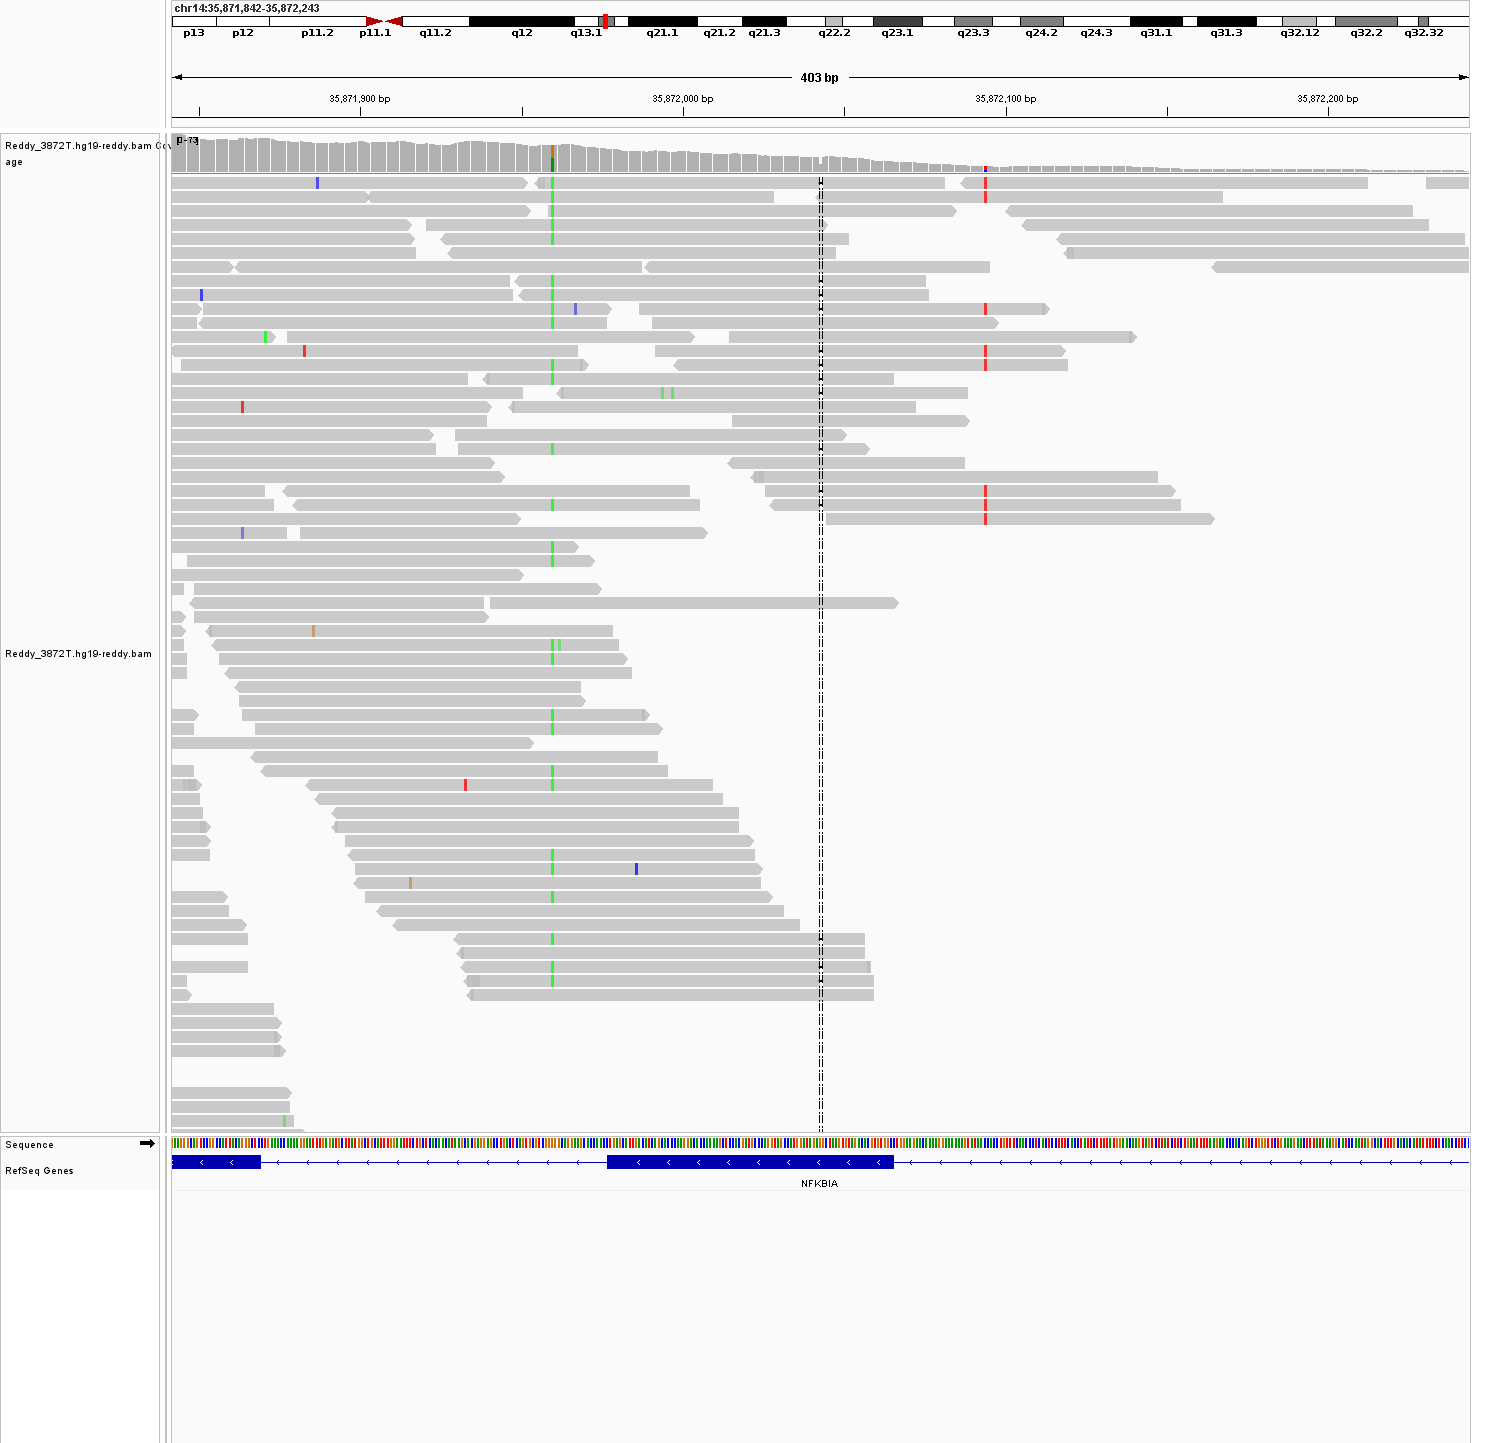 chr14:35,871,842-35,872,243
p13 p12 p11.2 p11.1 q11.2 q12 q13.1 q21.1 q21.2 q21.3 q22.2 q23.1 q23.3 q24.2 q24.3 q31.1 q31.3 q32.12 q32.2 q32.32
403 bp
35,871,900 bp 35,872,000 bp 35,872,100 bp 35,872,200 bp
Reddy_3872T.hg19-reddy.bam Cov
age
Reddy_3872T.hg19-reddy.bam
Sequence
RefSeq Genes
NFKBIA